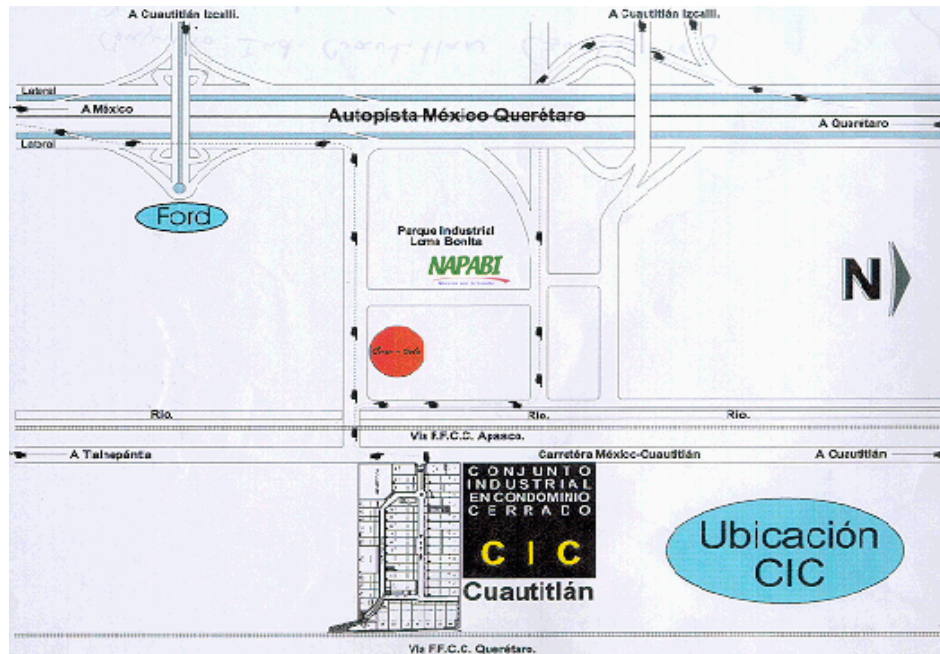 A Cuautitlán Izcalli.
A Cuautitlán Izcalli.
Lateral
A México
Autopista México Querétaro
A Querétaro
Lateral
Ford
Parque Industrial
Loma Bonita
NAPABI
N
Río.
Río.
Río.
Vía F.F.C.C. Apasco.
A Tlalnepantla
Carretéra México-Cuautitlán
A Cuautitlán
CONJUNTO
INDUSTRIAL
EN CONDOMINIO
CERRADO
CIC
Cuautitlán
Ubicación
CIC
Vía F.F.C.C. Querétaro.